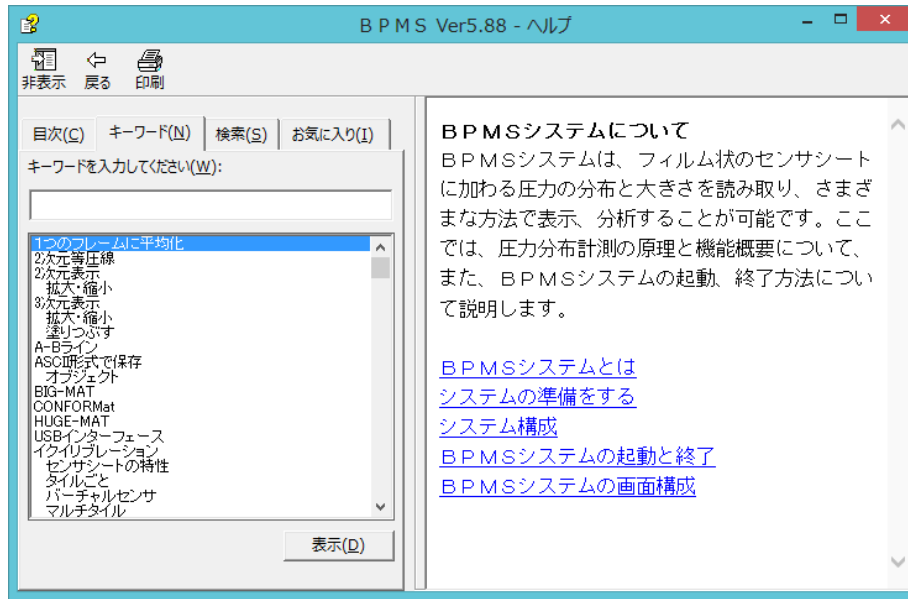 ＢＰＭＳ Ver5.88 - ヘルプ
非表示 戻る 印刷
目次(C) キーワード(N) 検索(S) お気に入り(I)
キーワードを入力してください(W):
1つのフレームに平均化
2次元等圧線
2次元表示
拡大・縮小
3次元表示
拡大・縮小
塗りつぶす
A-Bライン
ASCII形式で保存
オブジェクト
BIG-MAT
CONFORMat
HUGE-MAT
USBインターフェース
イクイリブレーション
センサシートの特性
タイルごと
バーチャルセンサ
マルチタイル
表示(D)
ＢＰＭＳシステムについて
ＢＰＭＳシステムは、フィルム状のセンサシート
に加わる圧力の分布と大きさを読み取り、さまざ
まな方法で表示、分析することが可能です。ここ
では、圧力分布計測の原理と機能概要について、
また、ＢＰＭＳシステムの起動、終了方法につい
て説明します。
ＢＰＭＳシステムとは
システムの準備をする
システム構成
ＢＰＭＳシステムの起動と終了
ＢＰＭＳシステムの画面構成